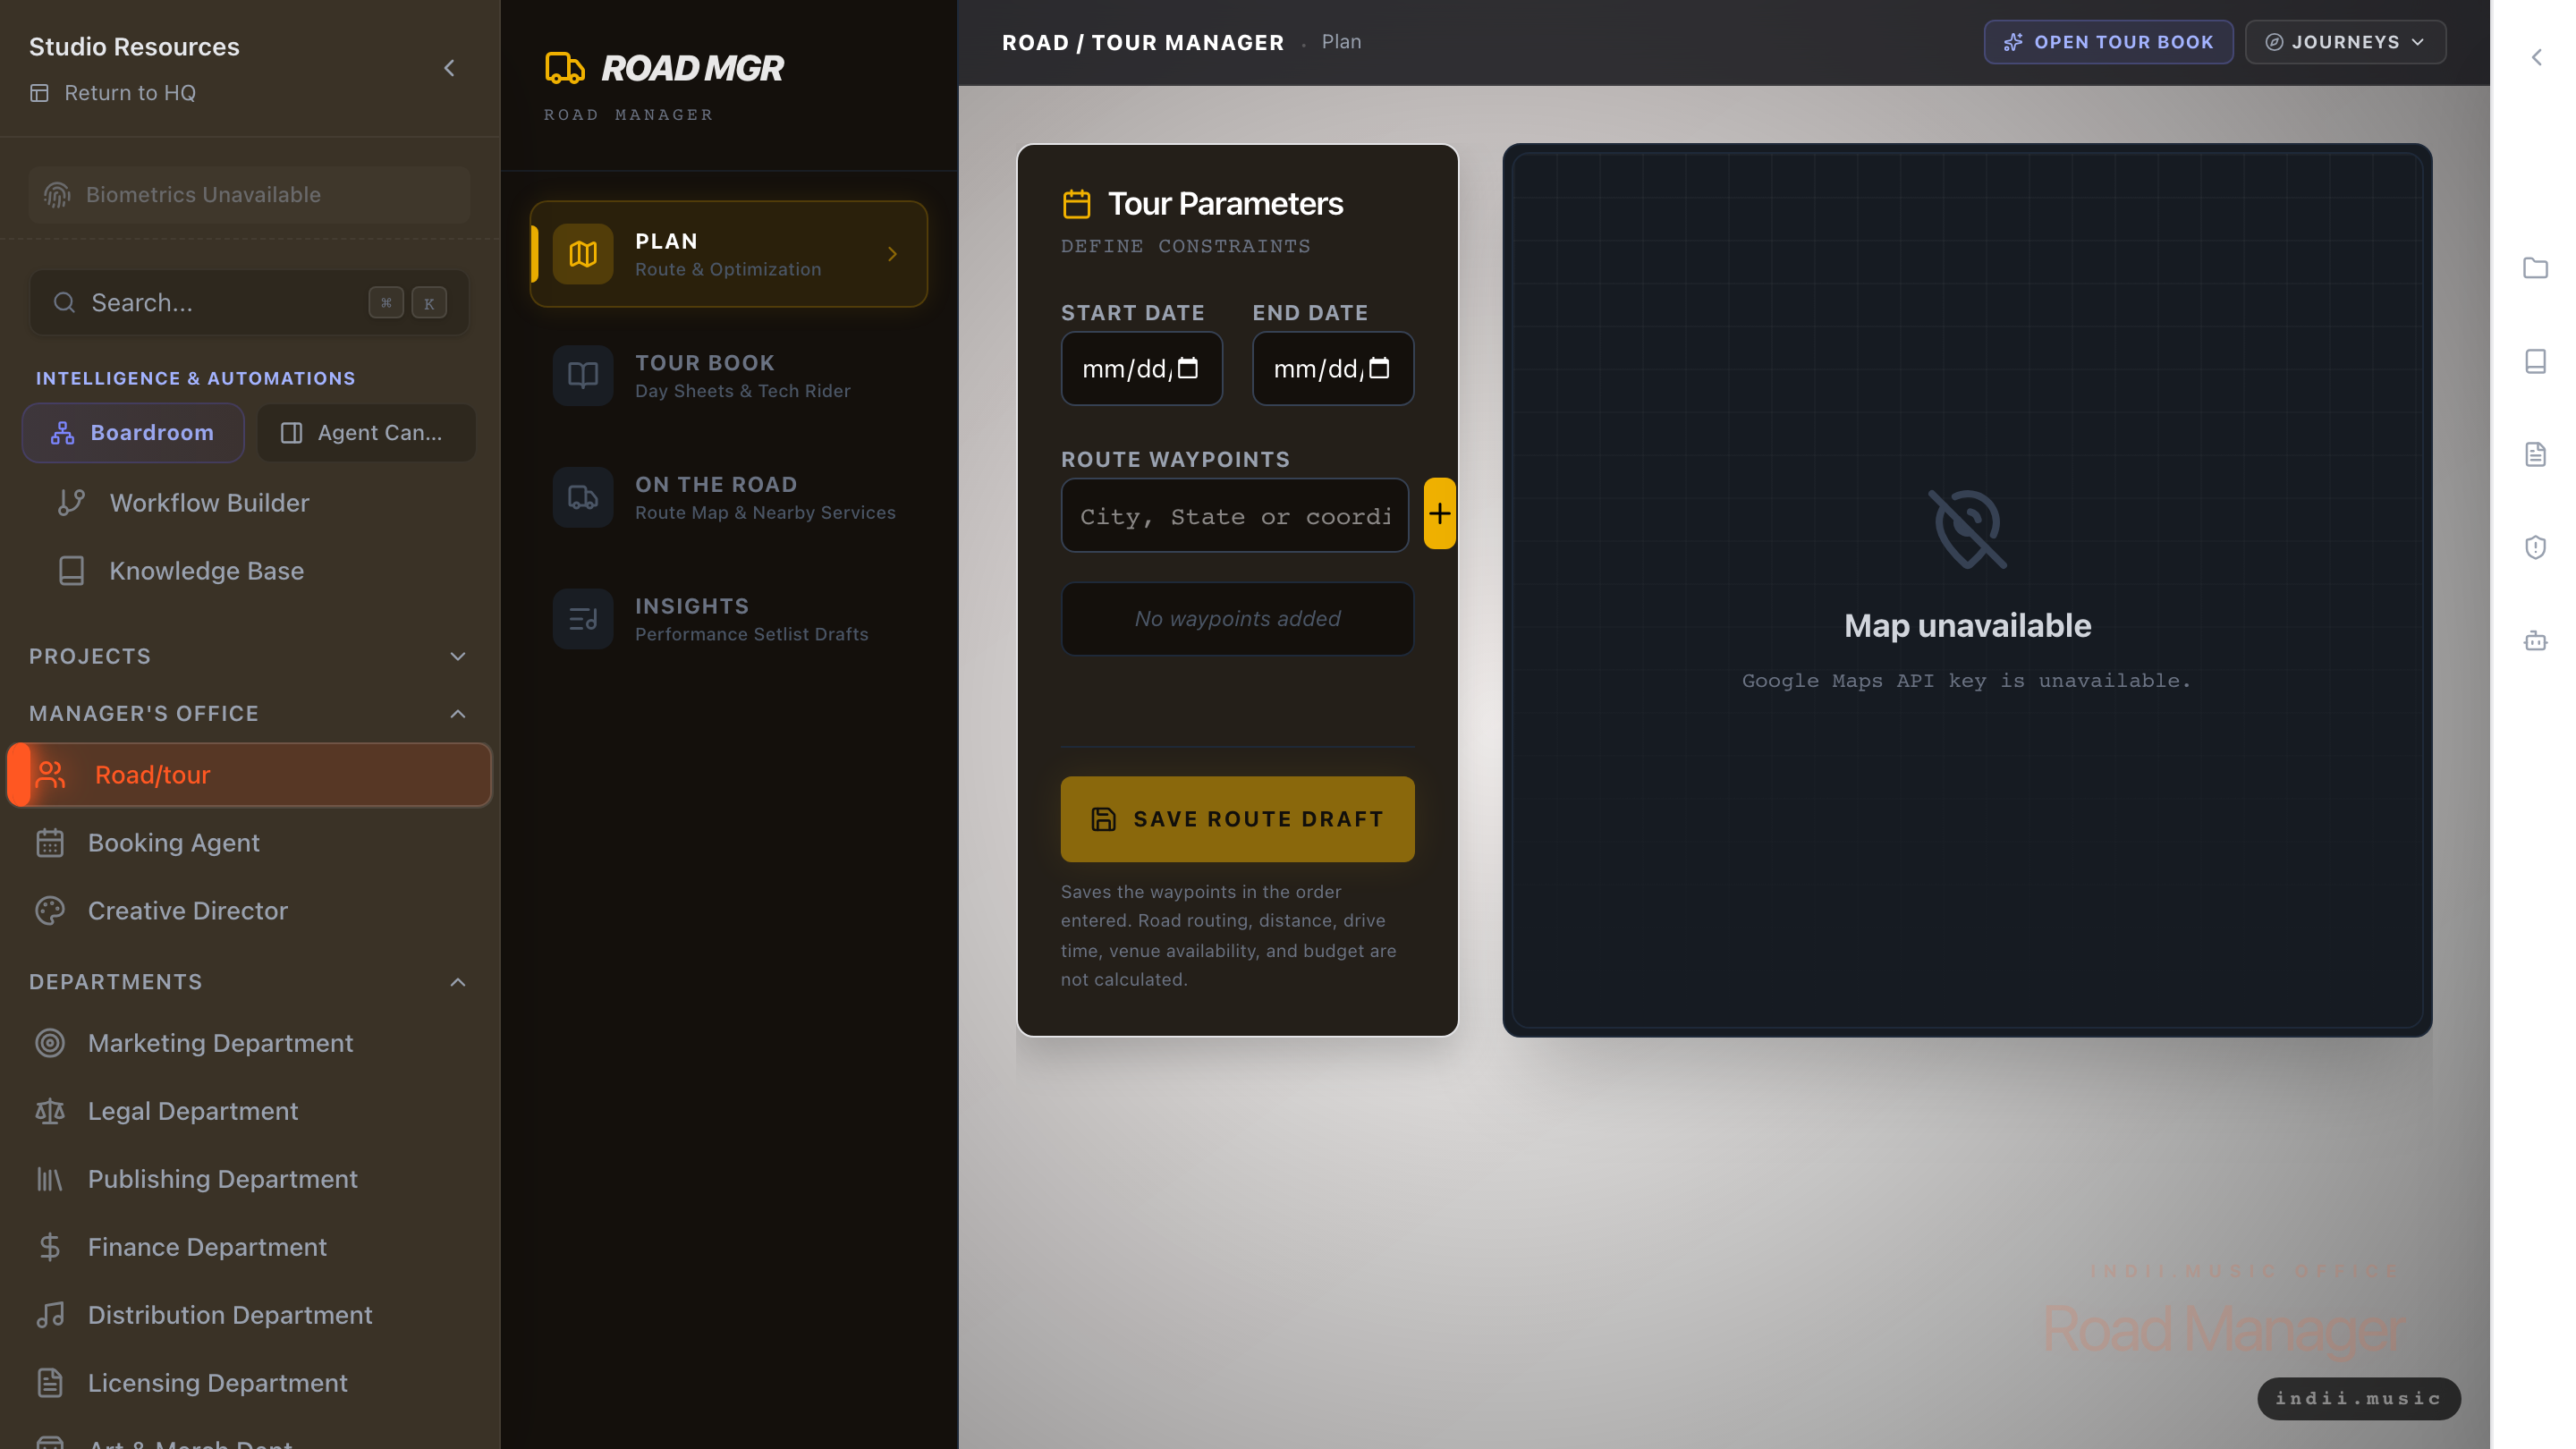 Studio Resources
Return to HQ
Biometrics Unavailable
Search...
⌘ K
INTELLIGENCE & AUTOMATIONS
Boardroom
Agent Can...
Workflow Builder
Knowledge Base
PROJECTS
MANAGER'S OFFICE
Road/tour
Booking Agent
Creative Director
DEPARTMENTS
Marketing Department
Legal Department
Publishing Department
Finance Department
Distribution Department
Licensing Department
Art & Merch Dept
ROAD MGR
ROAD MANAGER
PLAN
Route & Optimization
TOUR BOOK
Day Sheets & Tech Rider
ON THE ROAD
Route Map & Nearby Services
INSIGHTS
Performance Setlist Drafts
ROAD / TOUR MANAGER · Plan
OPEN TOUR BOOK
JOURNEYS
Tour Parameters
DEFINE CONSTRAINTS
START DATE
END DATE
mm/dd/
mm/dd/
ROUTE WAYPOINTS
City, State or coordi
No waypoints added
SAVE ROUTE DRAFT
Saves the waypoints in the order
entered. Road routing, distance, drive
time, venue availability, and budget are
not calculated.
Map unavailable
Google Maps API key is unavailable.
INDII.MUSIC OFFICE
Road Manager
indii.music